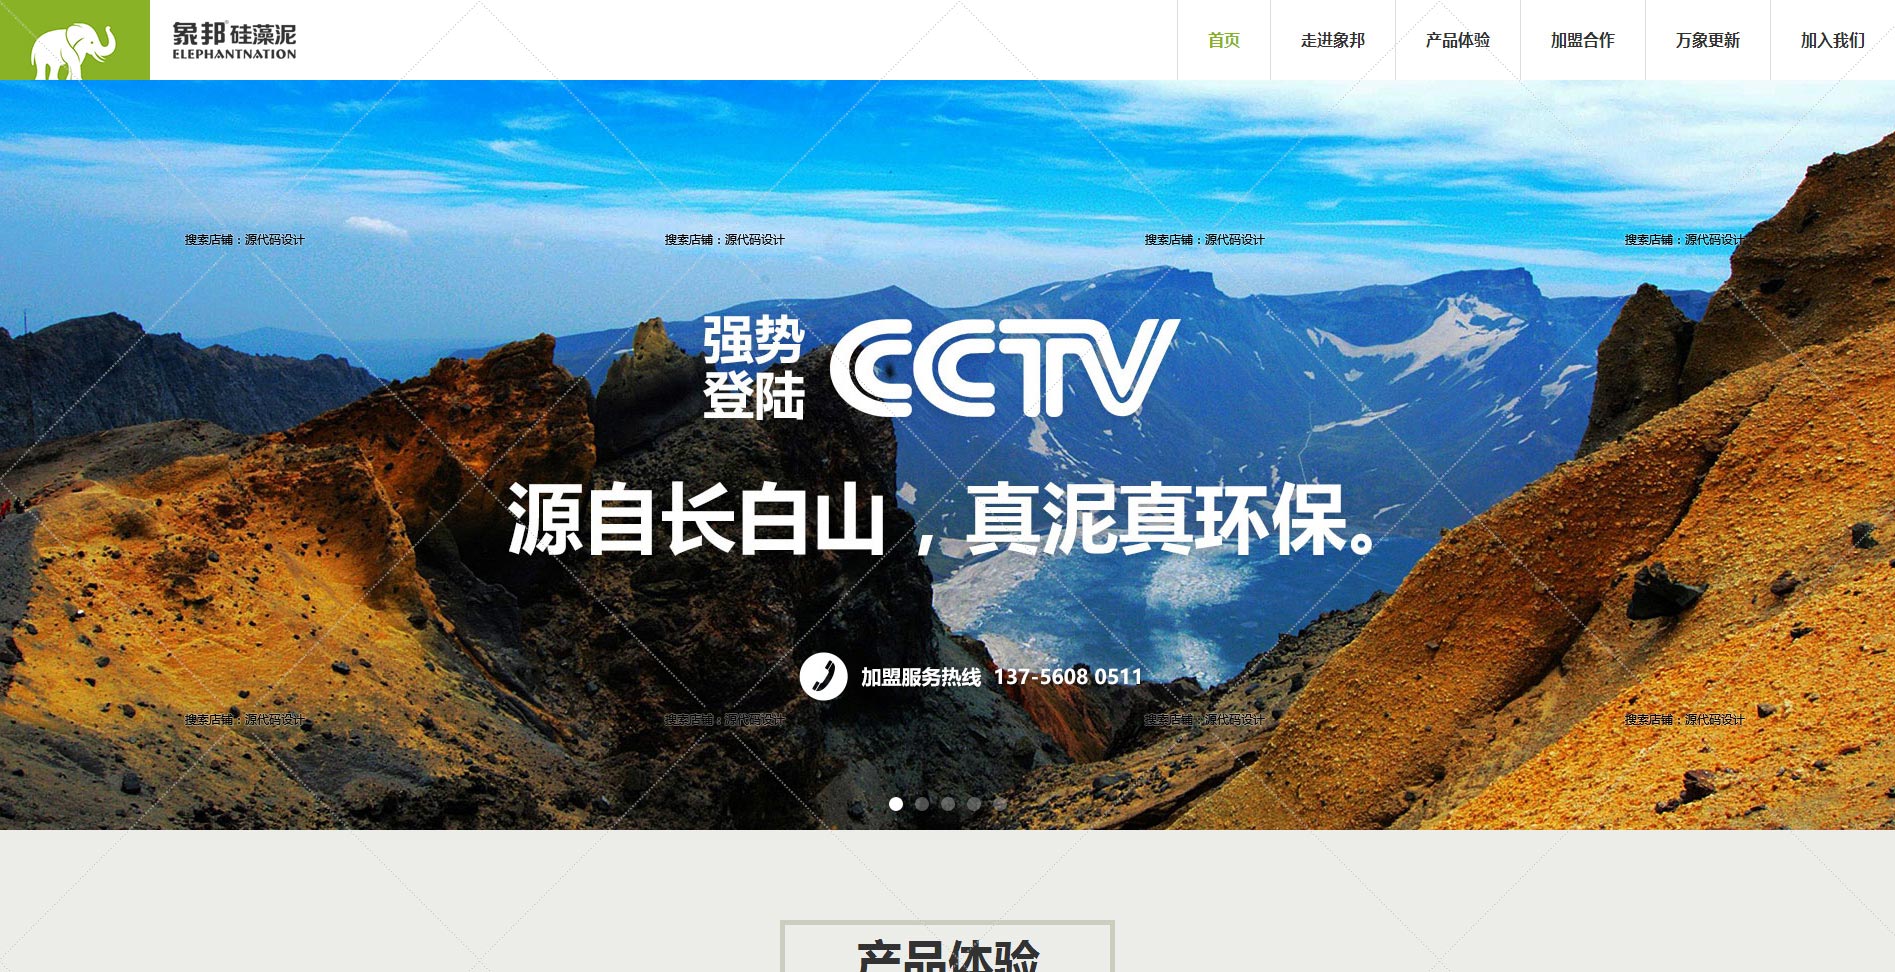 象邦 硅藻泥
ELEPHANTNATION
首页
走进象邦
产品体验
加盟合作
万象更新
加入我们
搜索店铺：源代码设计
搜索店铺：源代码设计
搜索店铺：源代码设计
搜索店铺：源代码设计
强势
登陆
CCTV
源自长白山，真泥真环保。
加盟服务热线 137-5608 0511
搜索店铺：源代码设计
搜索店铺：源代码设计
搜索店铺：源代码设计
搜索店铺：源代码设计
产品体验